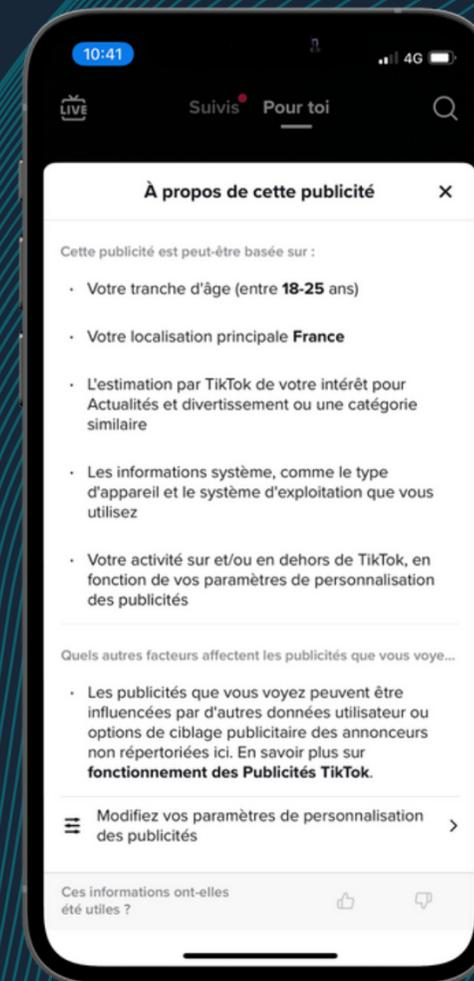 10:41
4G
LIVE
Suivis Pour toi
À propos de cette publicité
Cette publicité est peut-être basée sur :
· Votre tranche d'âge (entre 18-25 ans)
· Votre localisation principale France
· L'estimation par TikTok de votre intérêt pour
Actualités et divertissement ou une catégorie
similaire
· Les informations système, comme le type
d'appareil et le système d'exploitation que vous
utilisez
· Votre activité sur et/ou en dehors de TikTok, en
fonction de vos paramètres de personnalisation
des publicités
Quels autres facteurs affectent les publicités que vous voye...
· Les publicités que vous voyez peuvent être
influencées par d'autres données utilisateur ou
options de ciblage publicitaire des annonceurs
non répertoriées ici. En savoir plus sur
fonctionnement des Publicités TikTok.
Modifiez vos paramètres de personnalisation
des publicités
Ces informations ont-elles
été utiles ?